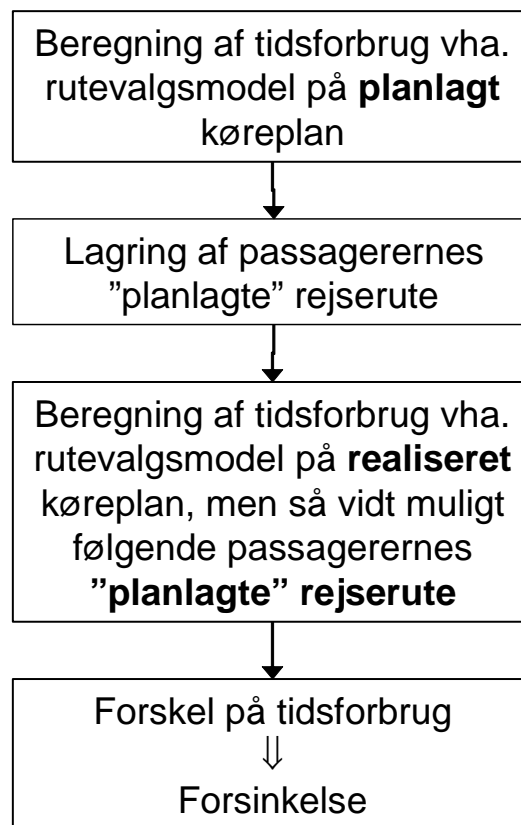 Beregning af tidsforbrug vha.
rutevalgsmodel på planlagt
køreplan
Lagring af passagerernes
”planlagte” rejserute
Beregning af tidsforbrug vha.
rutevalgsmodel på realiseret
køreplan, men så vidt muligt
følgende passagerernes
”planlagte” rejserute
Forskel på tidsforbrug
⇓
Forsinkelse